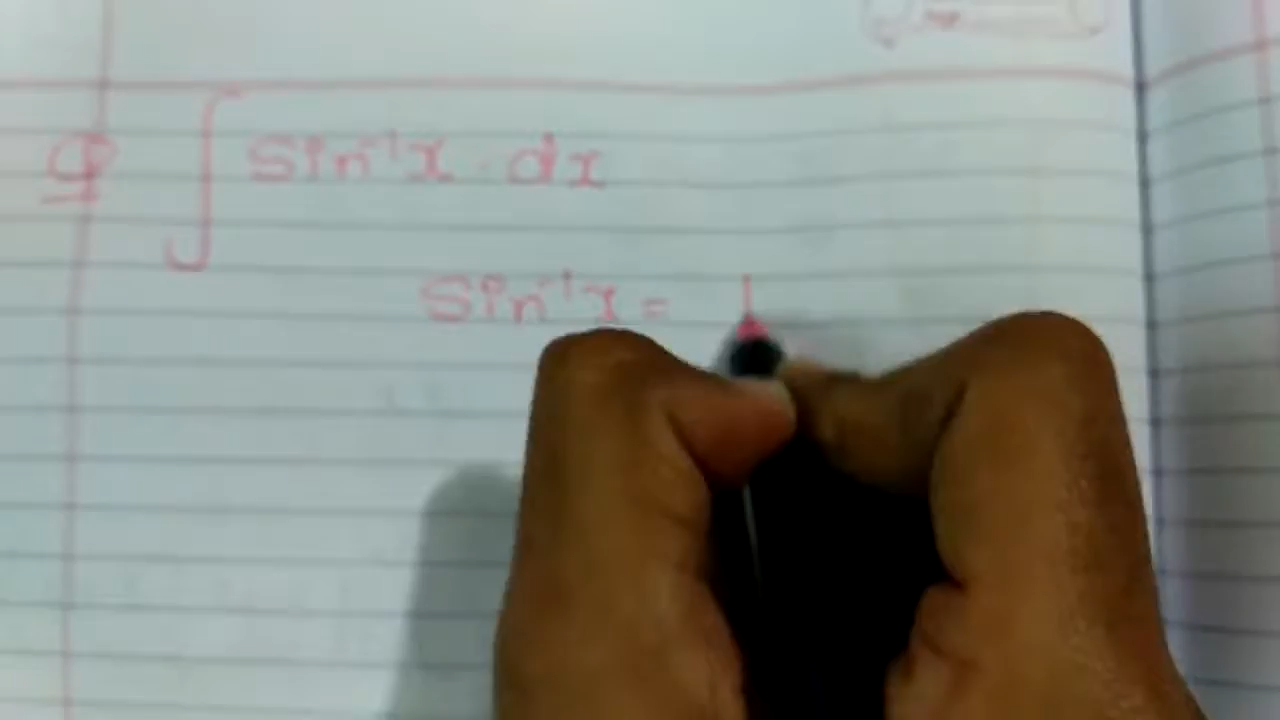 Q ∫ Sin⁻¹x · dx
Sin⁻¹x = 1